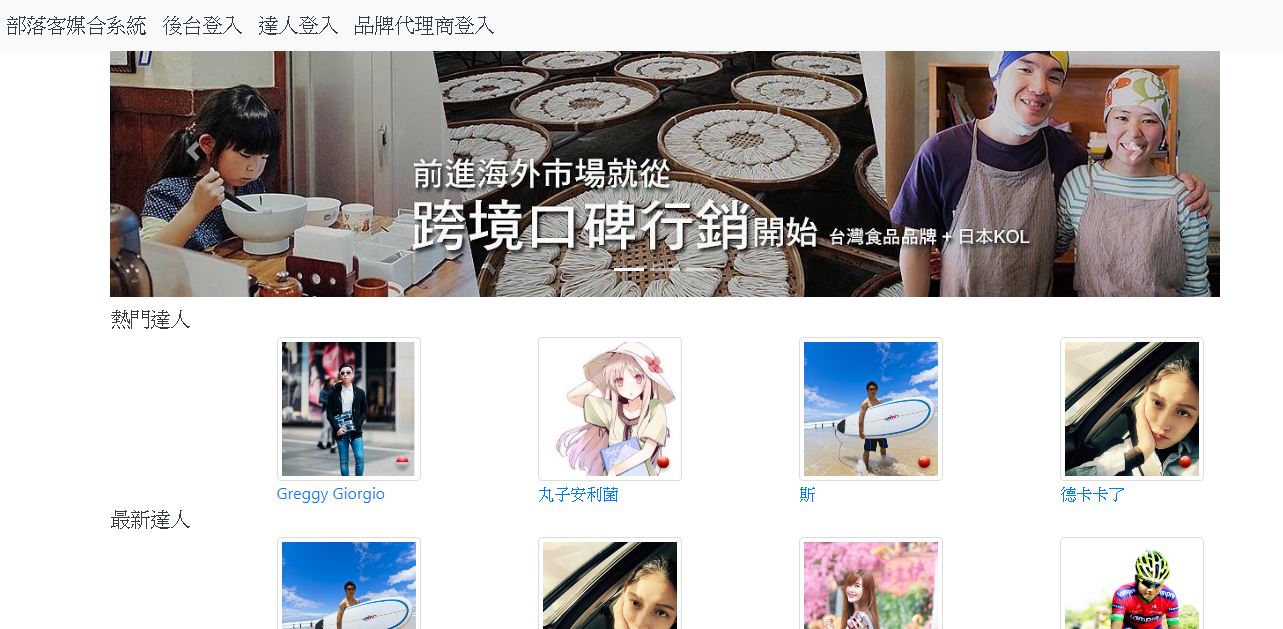 部落客媒合系統 後台登入 達人登入 品牌代理商登入
前進海外市場就從
跨境口碑行銷開始 台灣食品品牌 + 日本KOL
熱門達人
Greggy Giorgio 丸子安利菌 斯 德卡卡了
最新達人